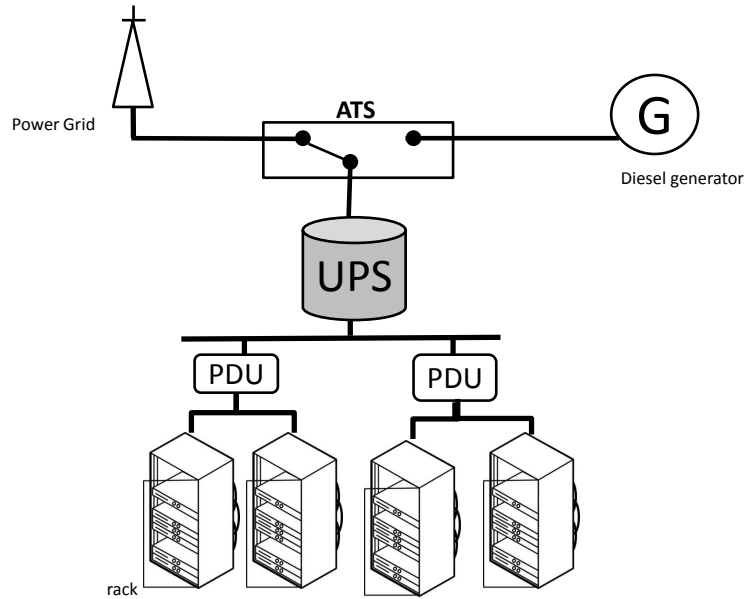 ATS
Power Grid
G
Diesel generator
UPS
PDU
PDU
rack